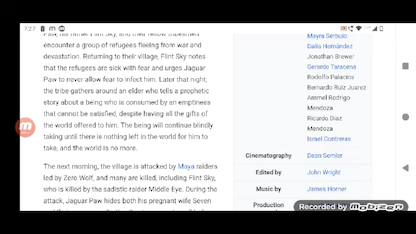 7:27
Paw, his father Flint Sky, and their fellow tribesmen
encounter a group of refugees fleeing from war and
devastation. Returning to their village, Flint Sky notes
that the refugees are sick with fear and urges Jaguar
Paw to never allow fear to infect him. Later that night,
the tribe gathers around an elder who tells a prophetic
story about a being who is consumed by an emptiness
that cannot be satisfied, despite having all the gifts of
the world offered to him. The being will continue blindly
taking until there is nothing left in the world for him to
take, and the world is no more.
The next morning, the village is attacked by Maya raiders
led by Zero Wolf, and many are killed, including Flint Sky,
who is killed by the sadistic raider Middle Eye. During the
attack, Jaguar Paw hides both his pregnant wife Seven
Mayra Sérbulo
Dalia Hernández
Jonathan Brewer
Gerardo Taracena
Rodolfo Palacios
Bernardo Ruiz Juarez
Ammel Rodrigo
Mendoza
Ricardo Diaz
Mendoza
Israel Contreras
Cinematography Dean Semler
Edited by John Wright
Music by James Horner
Production
Recorded by Mobizen